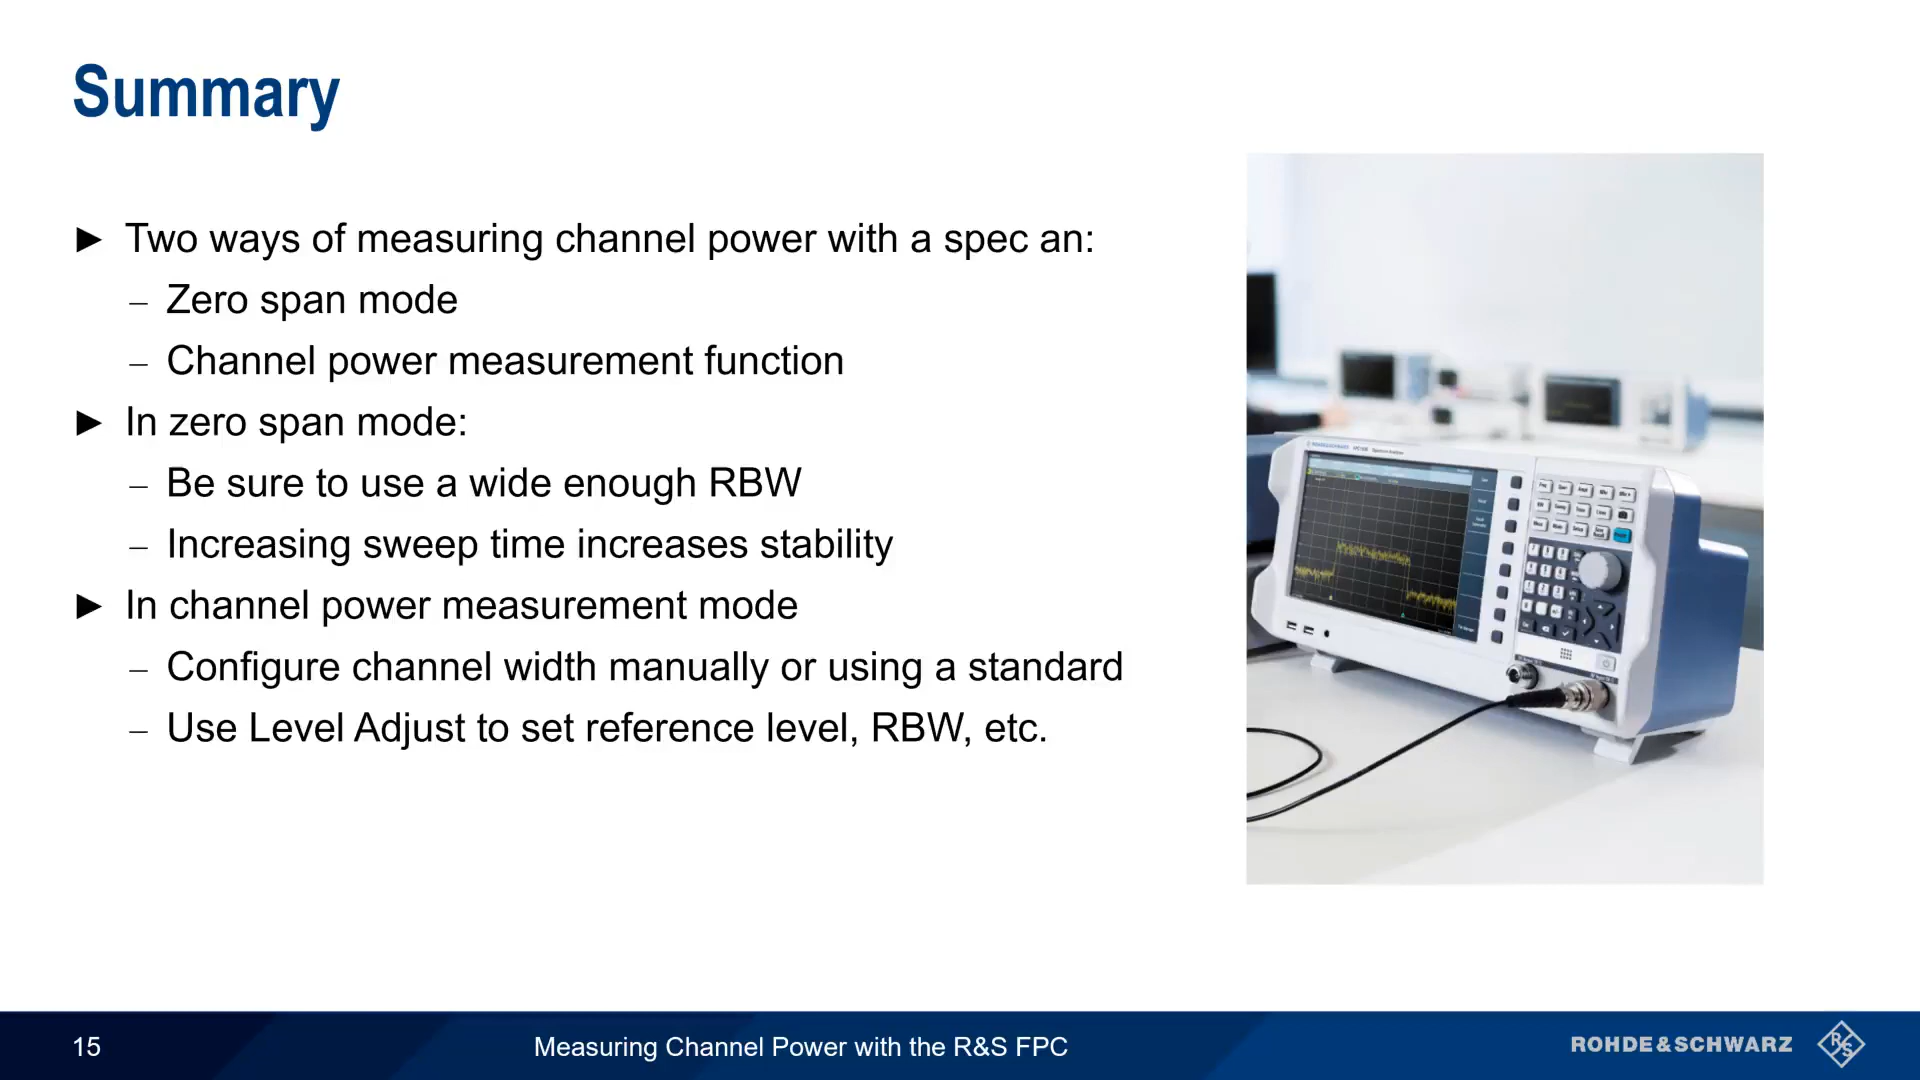 Summary
► Two ways of measuring channel power with a spec an:
– Zero span mode
– Channel power measurement function
► In zero span mode:
– Be sure to use a wide enough RBW
– Increasing sweep time increases stability
► In channel power measurement mode
– Configure channel width manually or using a standard
– Use Level Adjust to set reference level, RBW, etc.
15
Measuring Channel Power with the R&S FPC
ROHDE&SCHWARZ
R&S